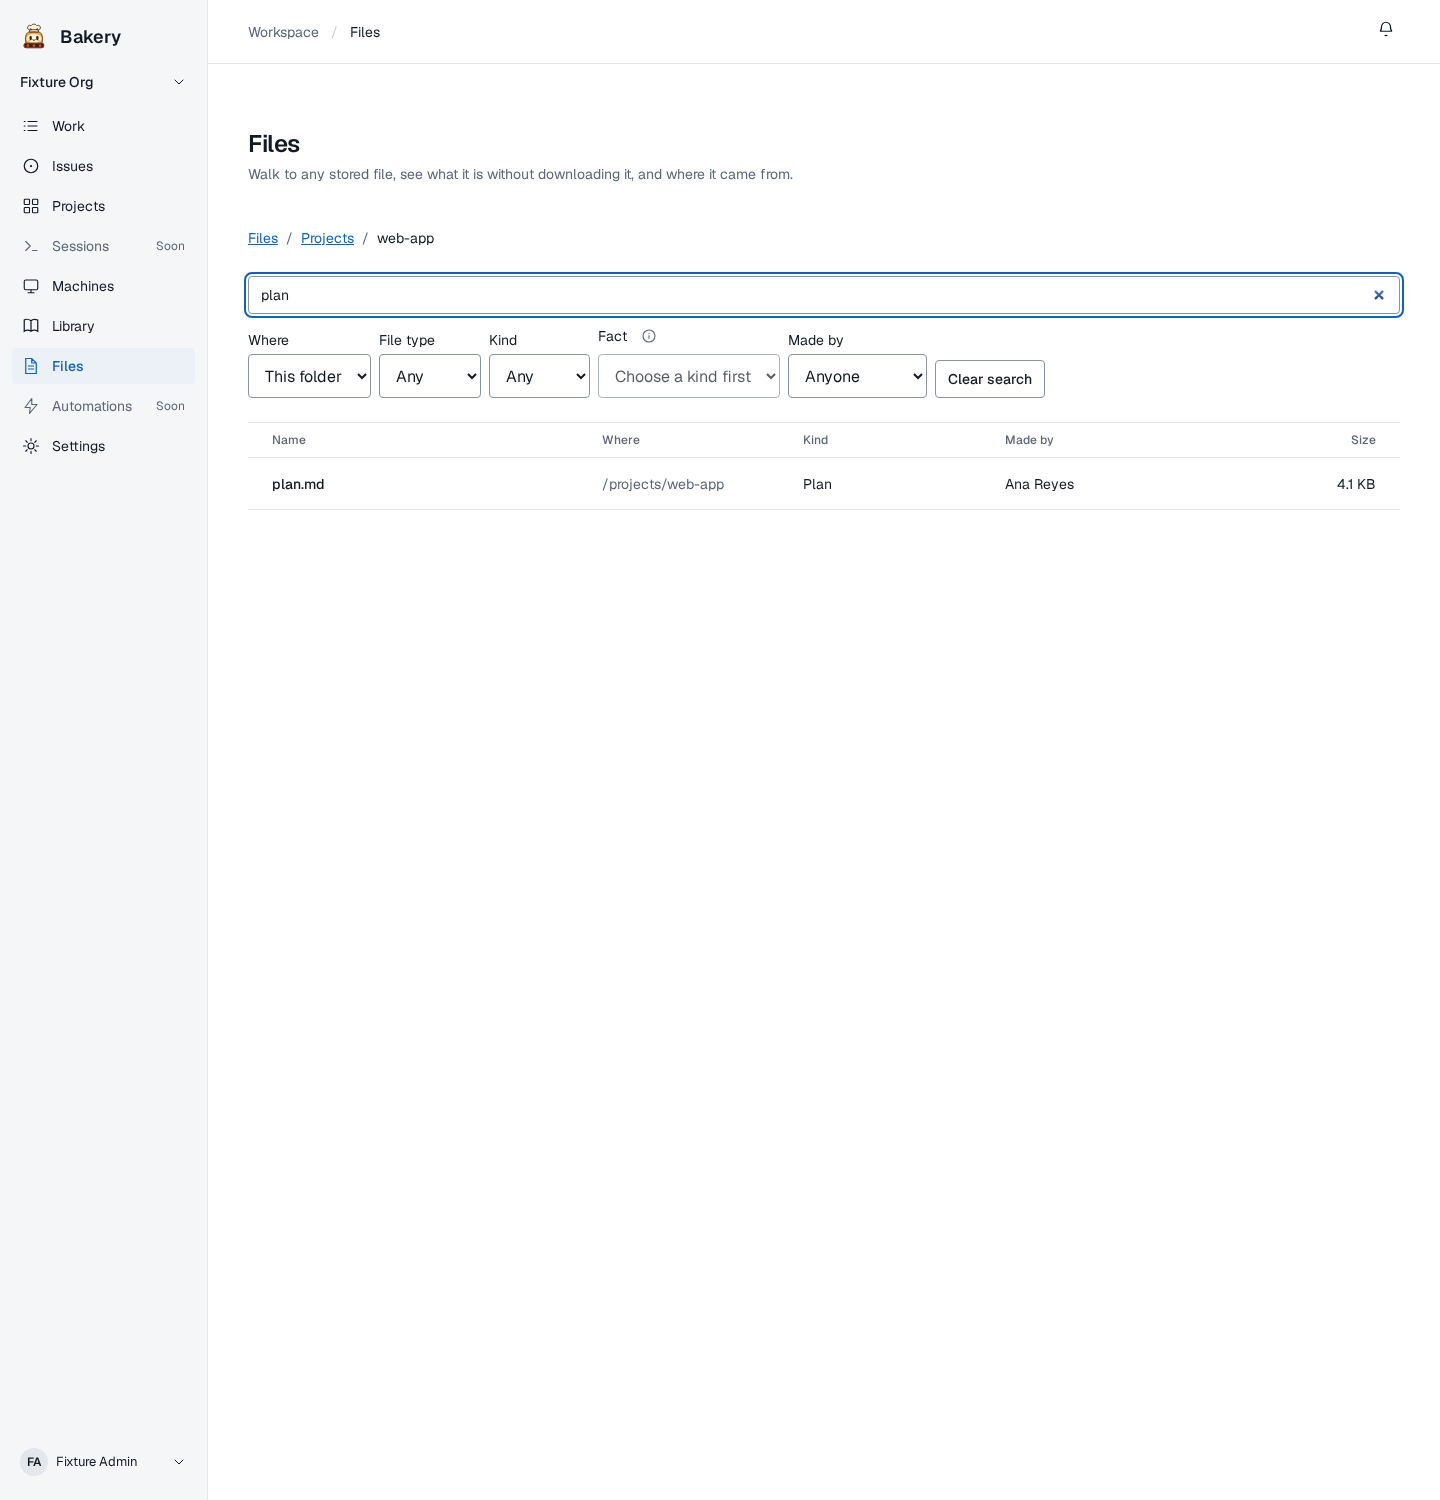 Bakery
Fixture Org
Work
Issues
Projects
Sessions Soon
Machines
Library
Files
Automations Soon
Settings
FA Fixture Admin
Workspace / Files
Files
Walk to any stored file, see what it is without downloading it, and where it came from.
Files / Projects / web-app
plan
Where File type Kind Fact Made by
This folder Any Any Choose a kind first Anyone Clear search
Name Where Kind Made by Size
plan.md /projects/web-app Plan Ana Reyes 4.1 KB